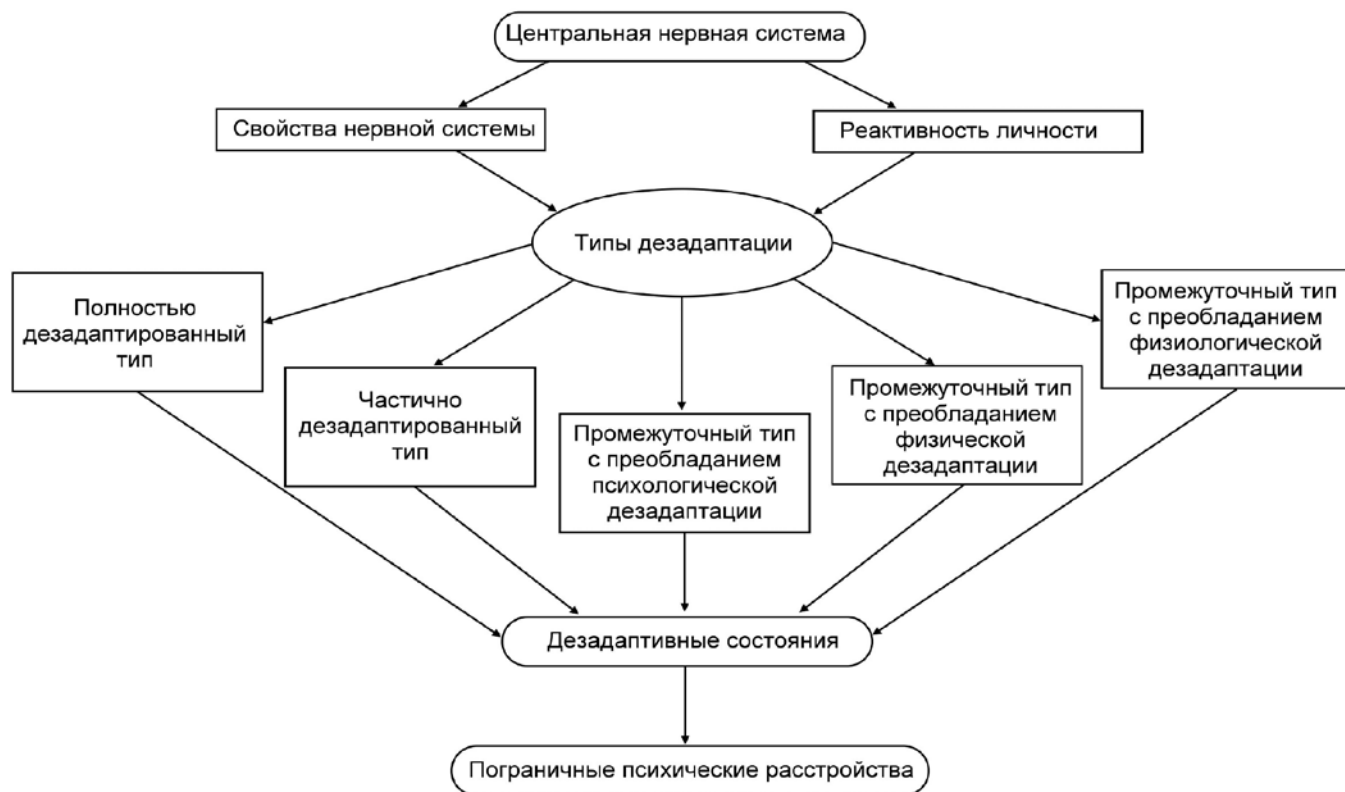 Центральная нервная система
Свойства нервной системы
Реактивность личности
Типы дезадаптации
Полностью
дезадаптированный
тип
Частично
дезадаптированный
тип
Промежуточный тип
с преобладанием
психологической
дезадаптации
Промежуточный тип
с преобладанием
физической
дезадаптации
Промежуточный тип
с преобладанием
физиологической
дезадаптации
Дезадаптивные состояния
Пограничные психические расстройства